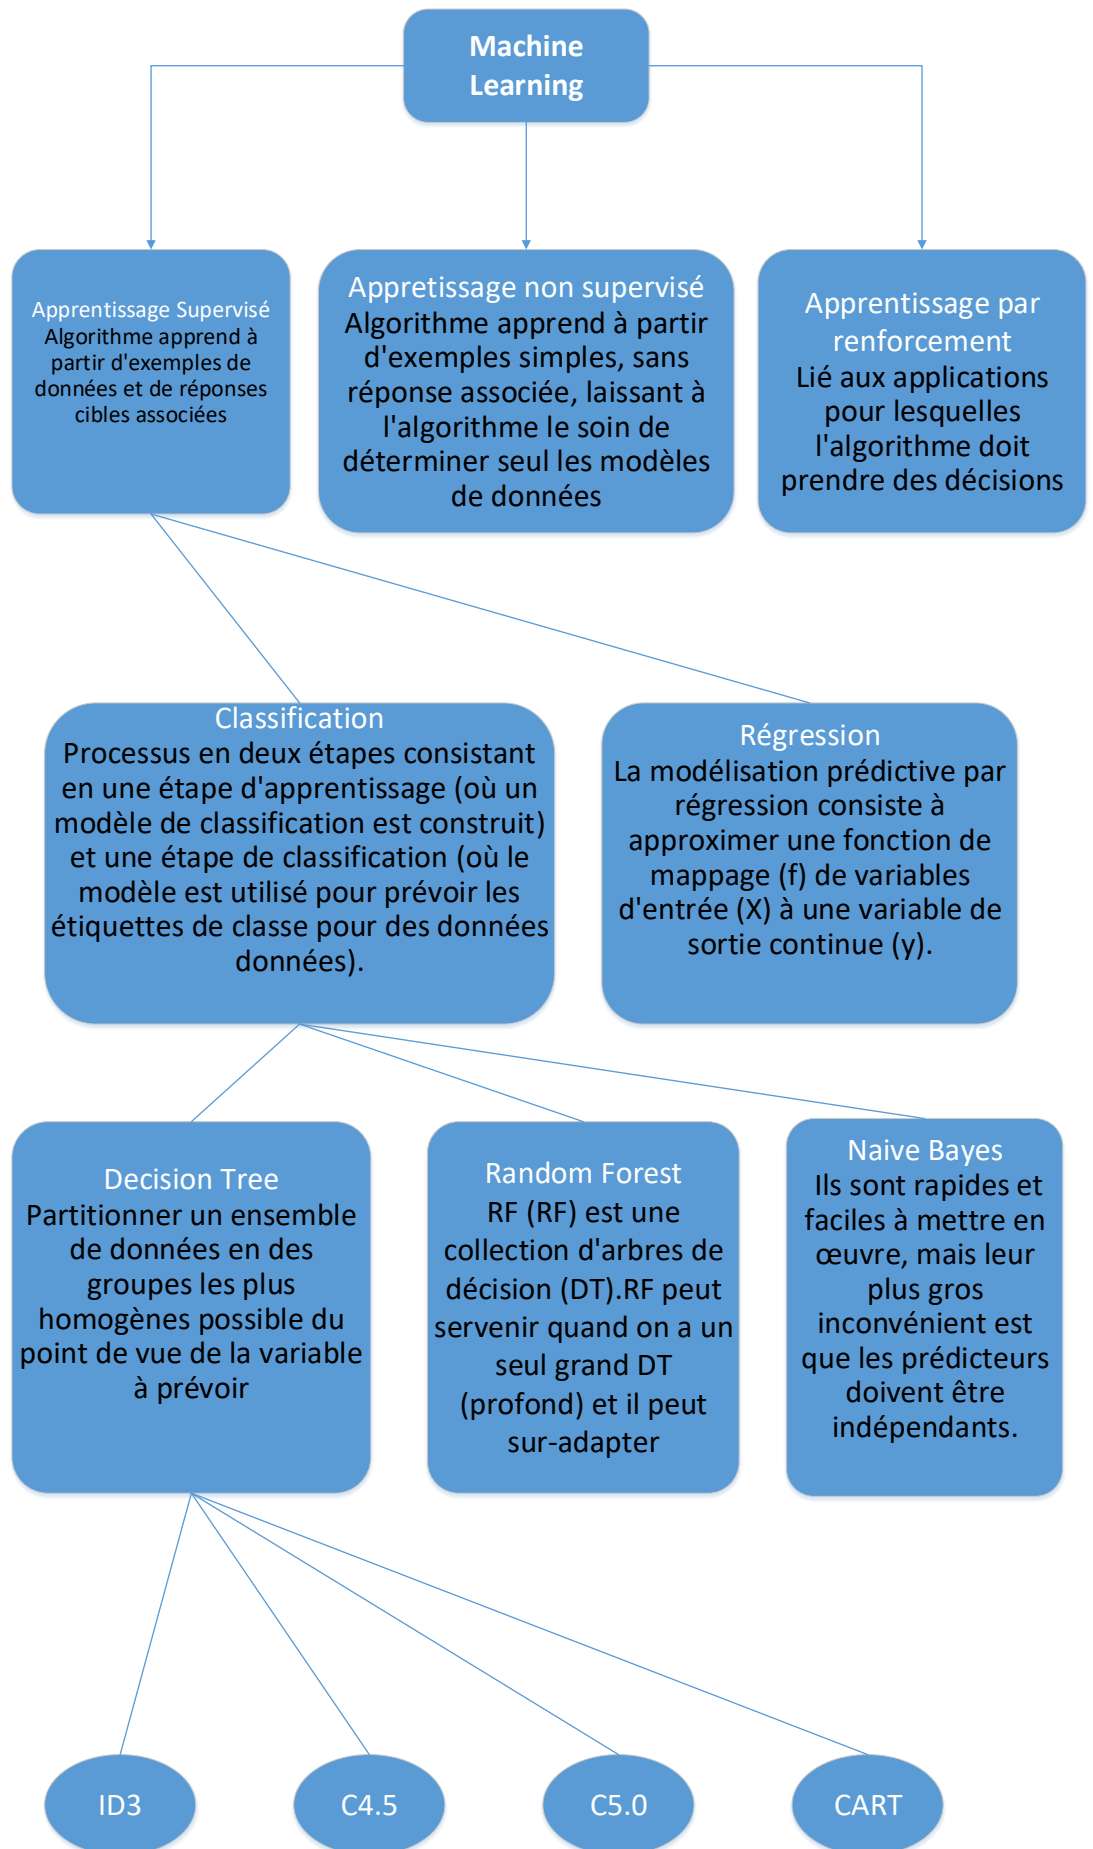 Machine
Learning
Apprentissage Supervisé
Algorithme apprend à
partir d'exemples de
données et de réponses
cibles associées
Appretissage non supervisé
Algorithme apprend à partir
d'exemples simples, sans
réponse associée, laissant à
l'algorithme le soin de
déterminer seul les modèles
de données
Apprentissage par
renforcement
Lié aux applications
pour lesquelles
l'algorithme doit
prendre des décisions
Classification
Processus en deux étapes consistant
en une étape d'apprentissage (où un
modèle de classification est construit)
et une étape de classification (où le
modèle est utilisé pour prévoir les
étiquettes de classe pour des données
données).
Régression
La modélisation prédictive par
régression consiste à
approximer une fonction de
mappage (f) de variables
d'entrée (X) à une variable de
sortie continue (y).
Decision Tree
Partitionner un ensemble
de données en des
groupes les plus
homogènes possible du
point de vue de la variable
à prévoir
Random Forest
RF (RF) est une
collection d'arbres de
décision (DT).RF peut
servenir quand on a un
seul grand DT
(profond) et il peut
sur-adapter
Naive Bayes
Ils sont rapides et
faciles à mettre en
œuvre, mais leur
plus gros
inconvénient est
que les prédicteurs
doivent être
indépendants.
ID3
C4.5
C5.0
CART